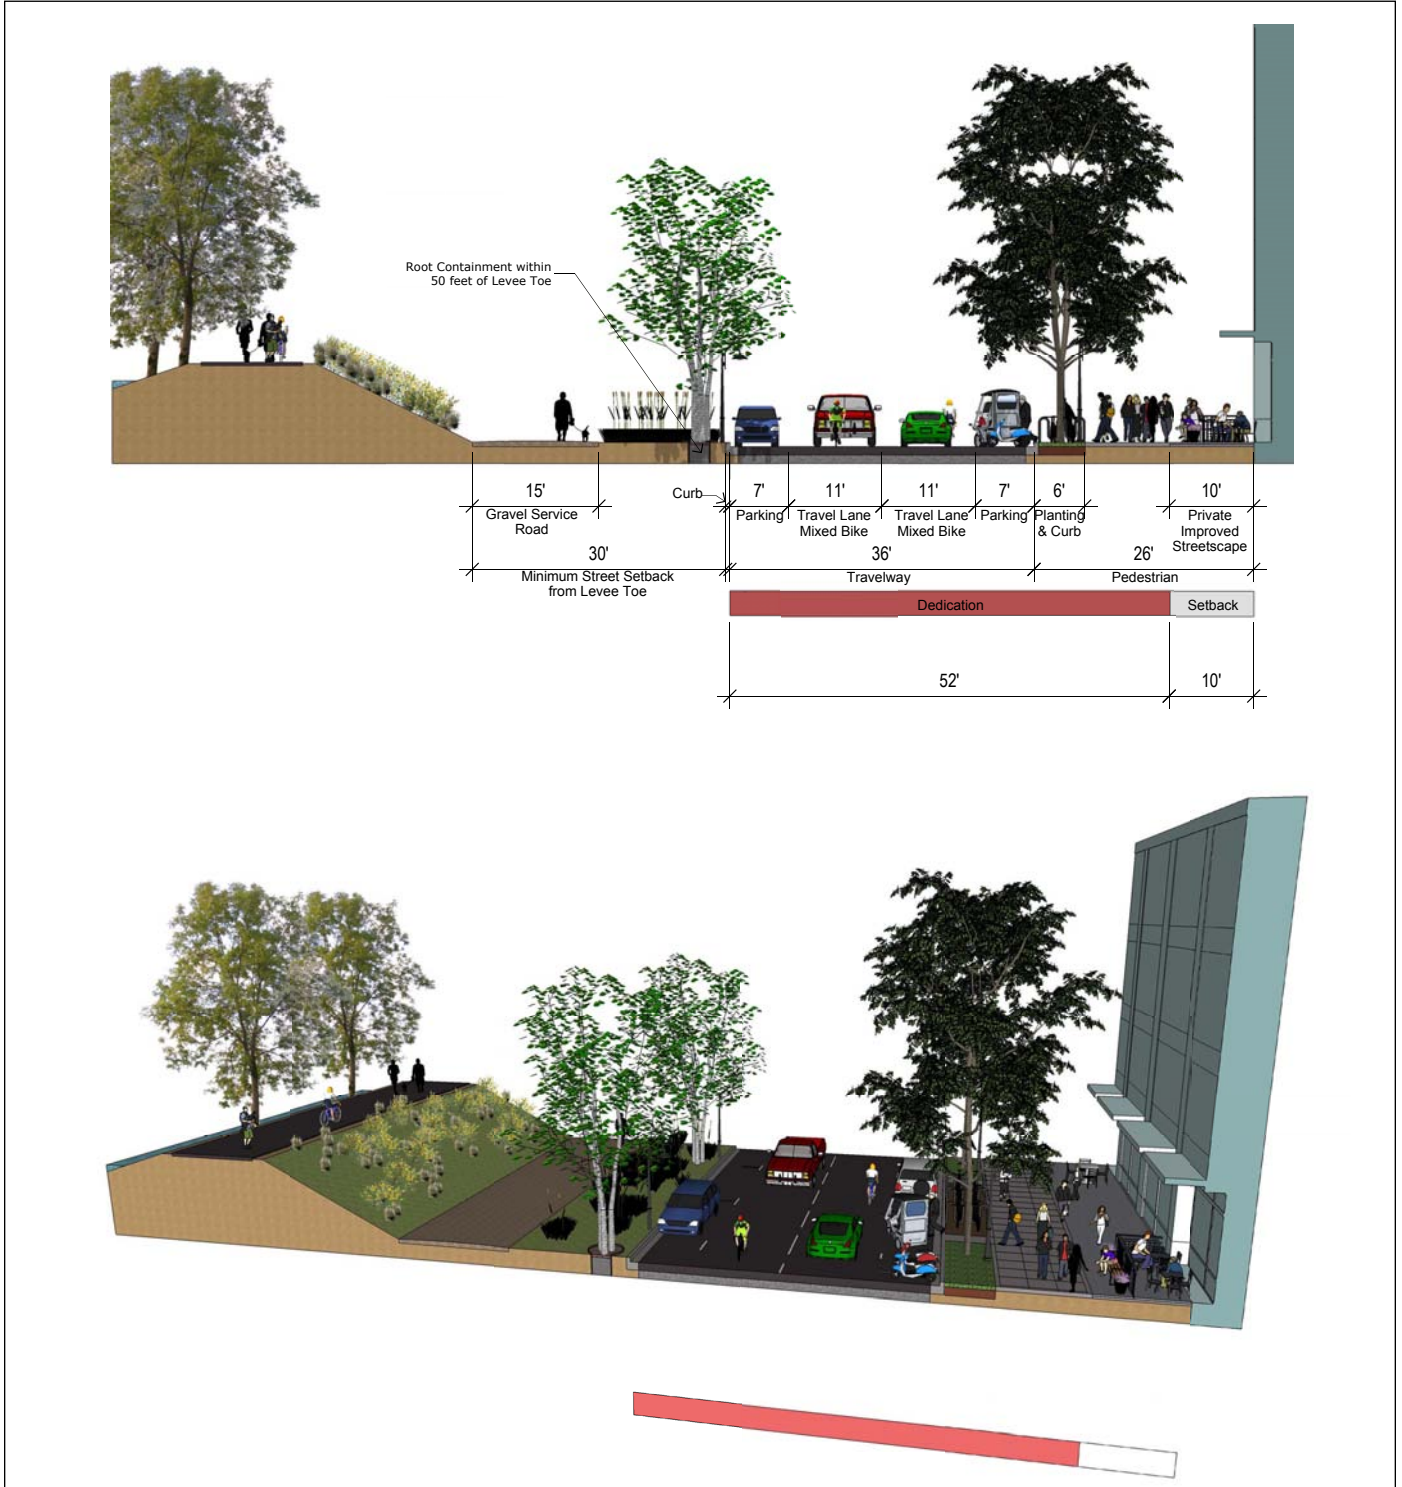 Root Containment within
50 feet of Levee Toe
Curb
15'
Gravel Service
Road
7'
Parking
11'
Travel Lane
Mixed Bike
11'
Travel Lane
Mixed Bike
7'
Parking
6'
Planting
& Curb
10'
Private
Improved
Streetscape
30'
Minimum Street Setback
from Levee Toe
36'
Travelway
26'
Pedestrian
Dedication
Setback
52'
10'